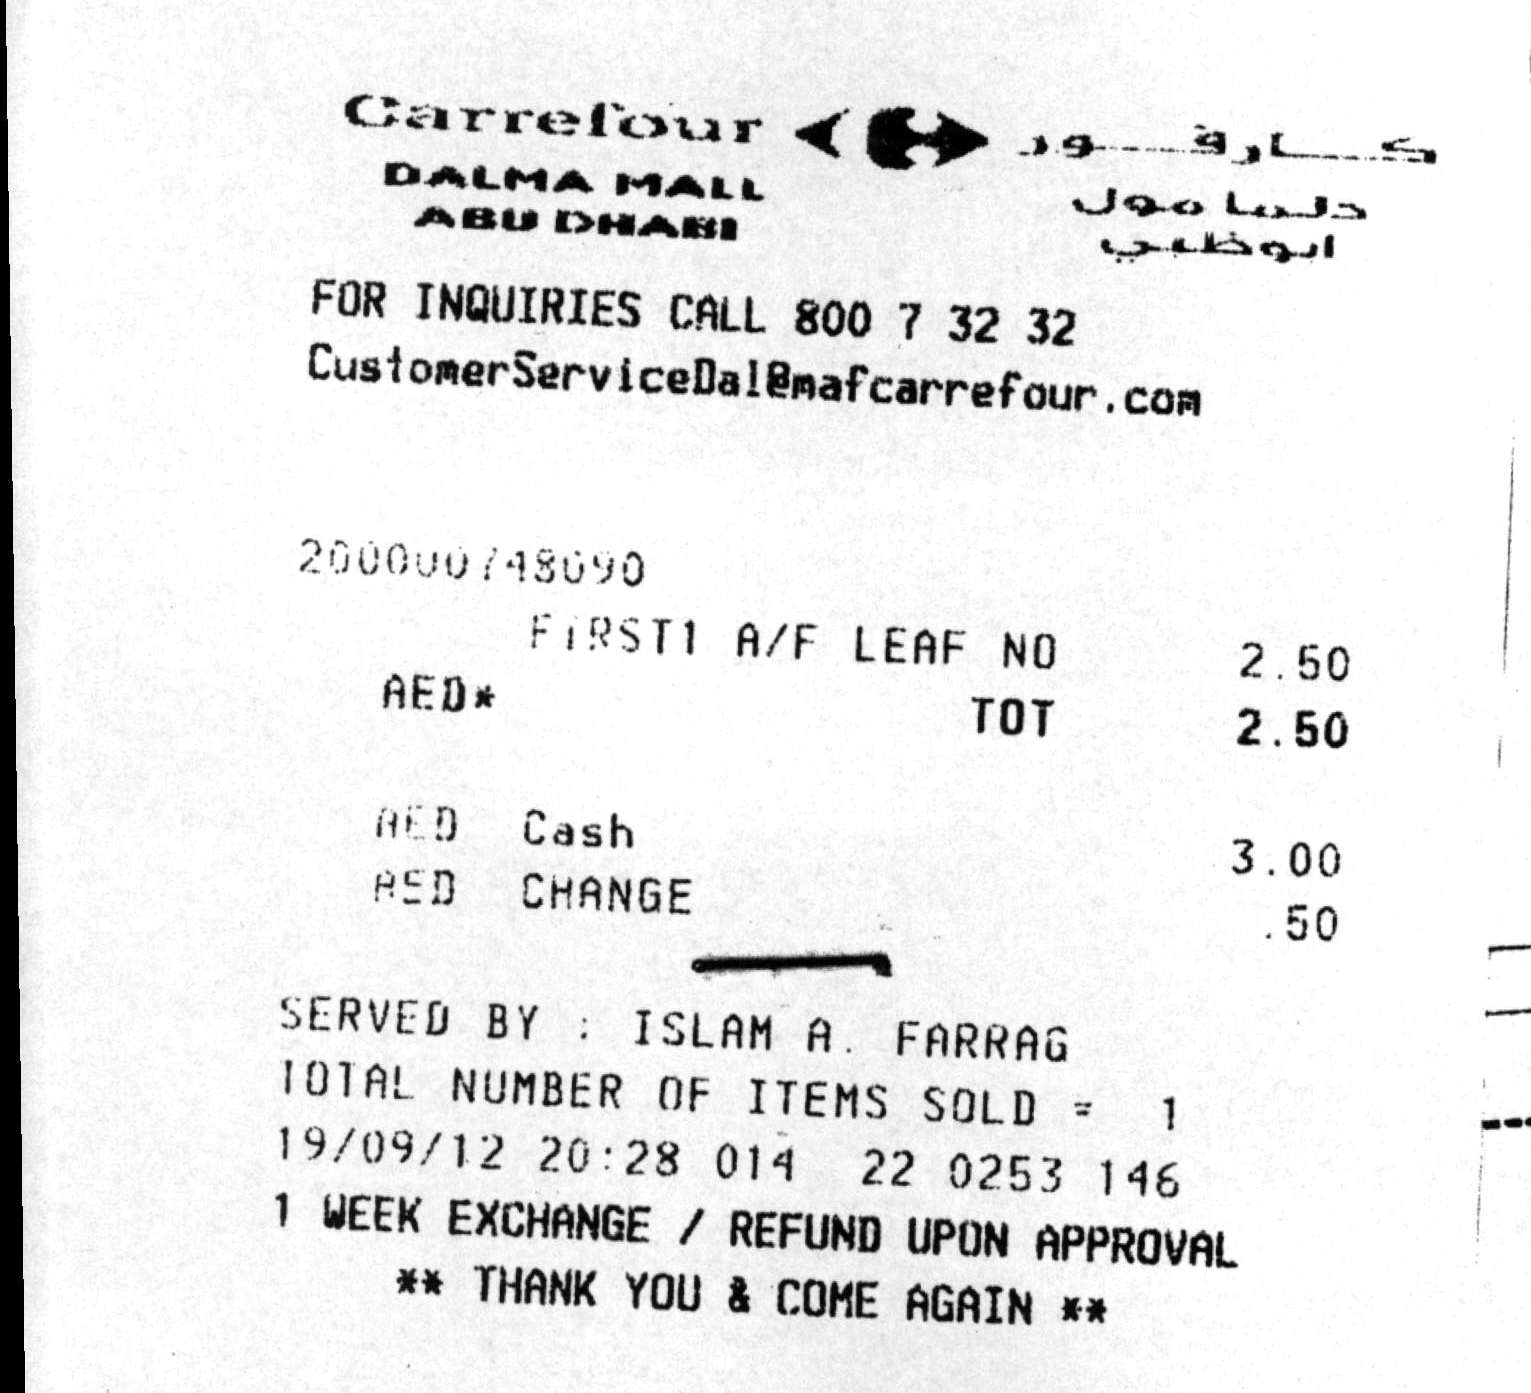 Carrefour كارفور
DALMA MALL دلما مول
ABU DHABI ابوظبي
FOR INQUIRIES CALL 800 7 32 32
CustomerServiceDal@mafcarrefour.com
200000748090
FIRST1 A/F LEAF NO 2.50
AED* TOT 2.50
AED Cash 3.00
AED CHANGE .50
SERVED BY : ISLAM A. FARRAG
TOTAL NUMBER OF ITEMS SOLD = 1
19/09/12 20:28 014 22 0253 146
1 WEEK EXCHANGE / REFUND UPON APPROVAL
** THANK YOU & COME AGAIN **